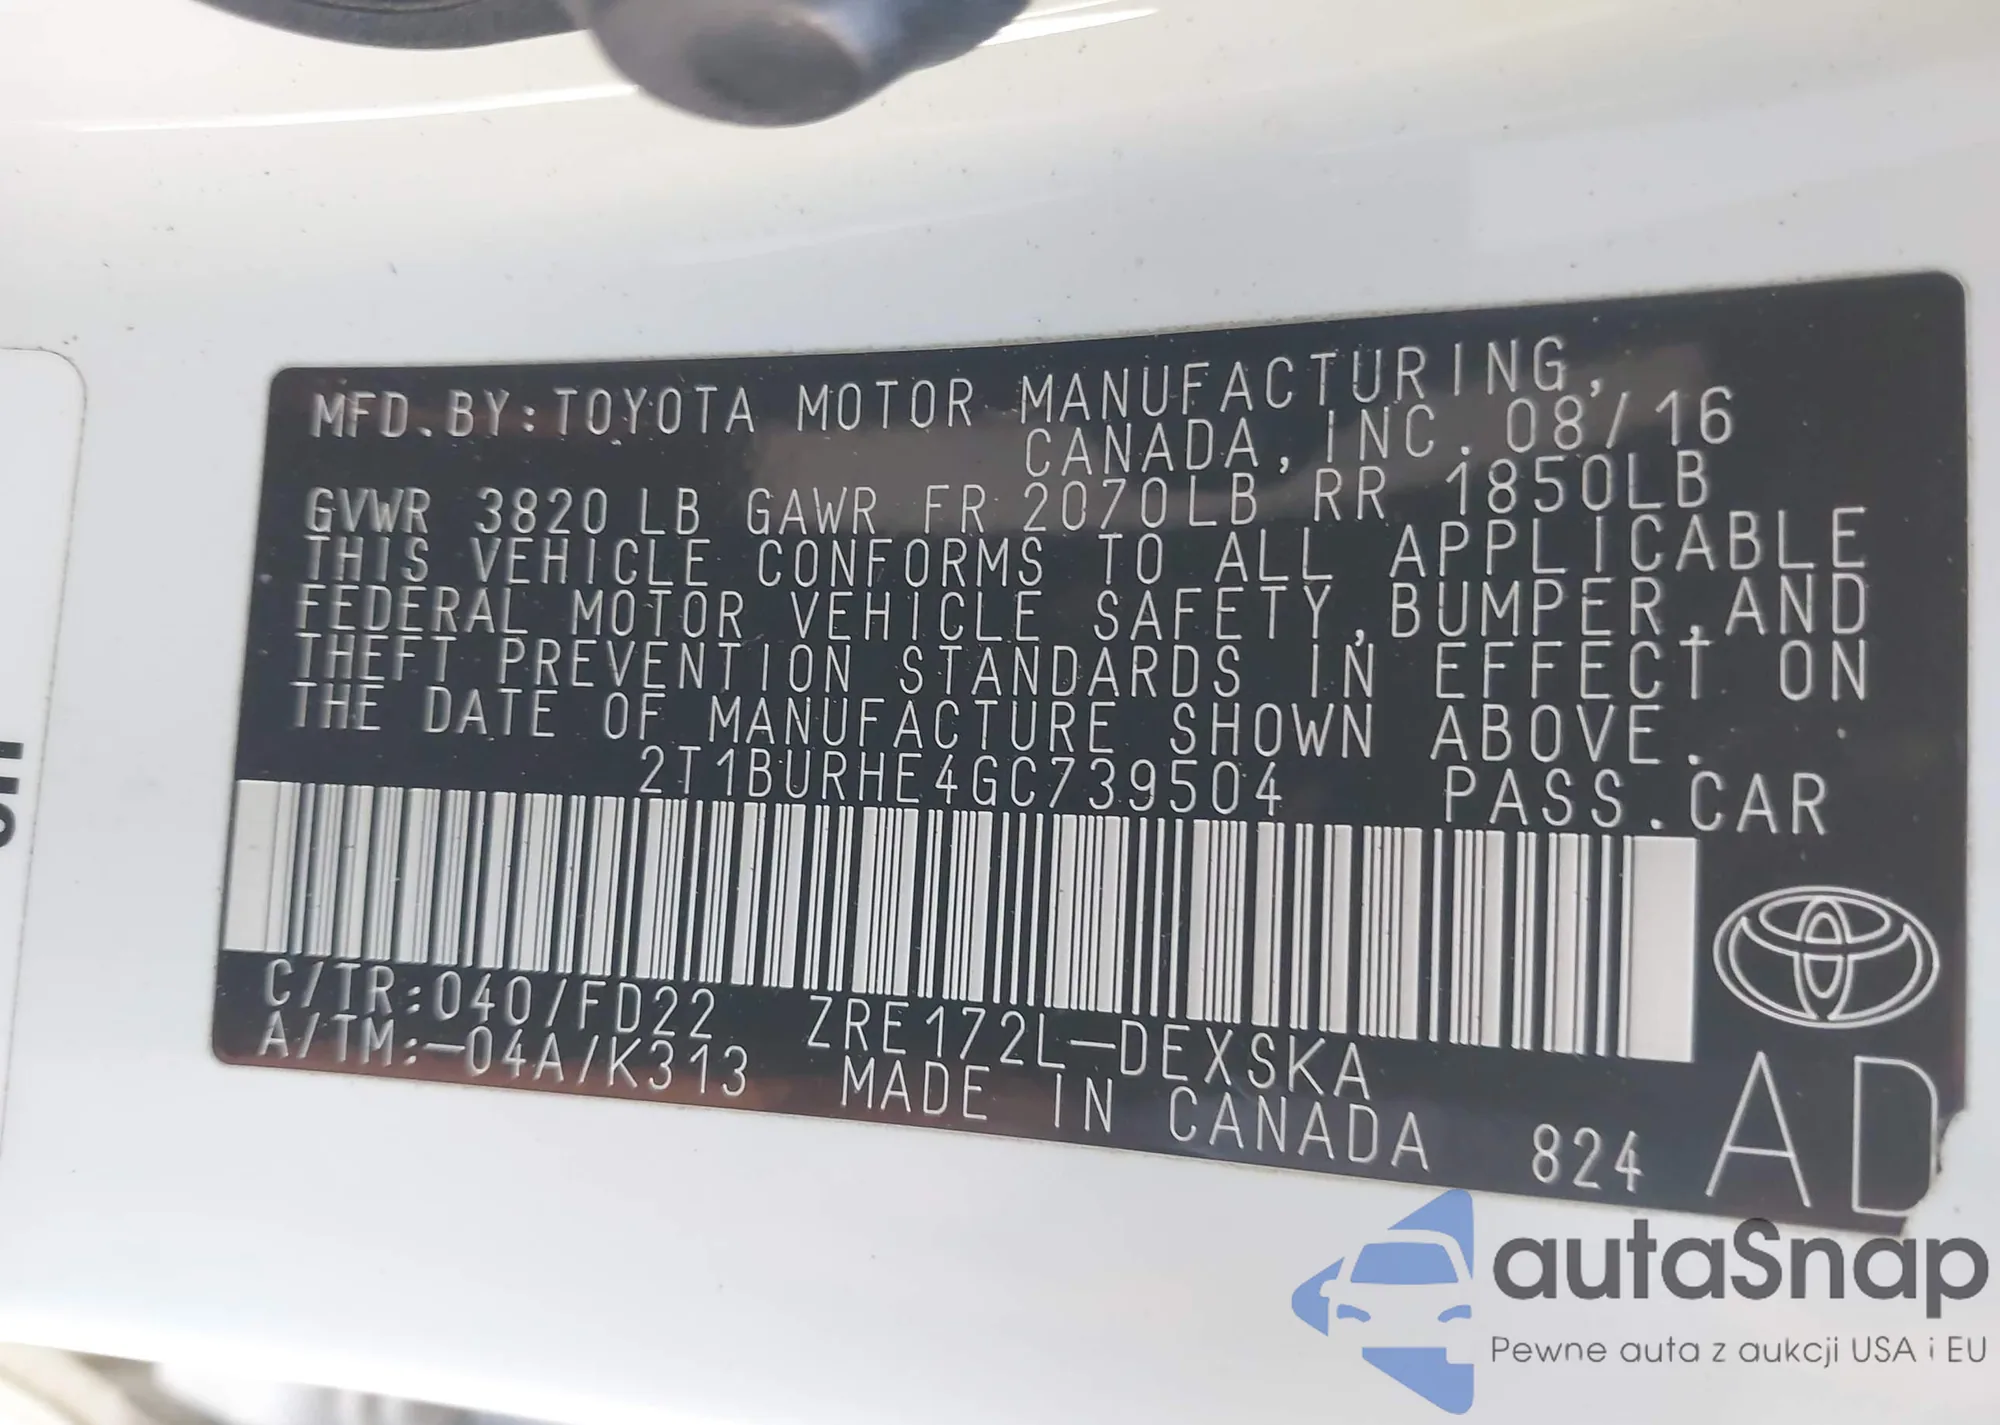 MFD. BY: TOYOTA MOTOR MANUFACTURING,
CANADA, INC. 08/16
GVWR 3820 LB GAWR FR 2070LB RR 1850LB
THIS VEHICLE CONFORMS TO ALL APPLICABLE
FEDERAL MOTOR VEHICLE SAFETY, BUMPER, AND
THEFT PREVENTION STANDARDS IN EFFECT ON
THE DATE OF MANUFACTURE SHOWN ABOVE.
2T1BURHE4GC739504 PASS. CAR
C/TR: 040/FD22 ZRE172L-DEXSKA
A/TM: -04A/K313 MADE IN CANADA 824 AD
autaSnap
Pewne auta z aukcji USA i EU